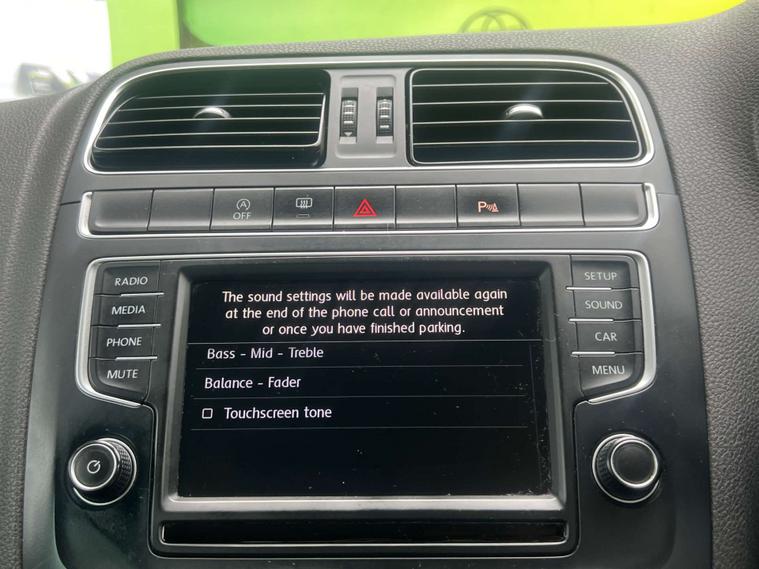 A
OFF
P
RADIO
MEDIA
PHONE
MUTE
The sound settings will be made available again
at the end of the phone call or announcement
or once you have finished parking.
Bass - Mid - Treble
Balance - Fader
Touchscreen tone
SETUP
SOUND
CAR
MENU